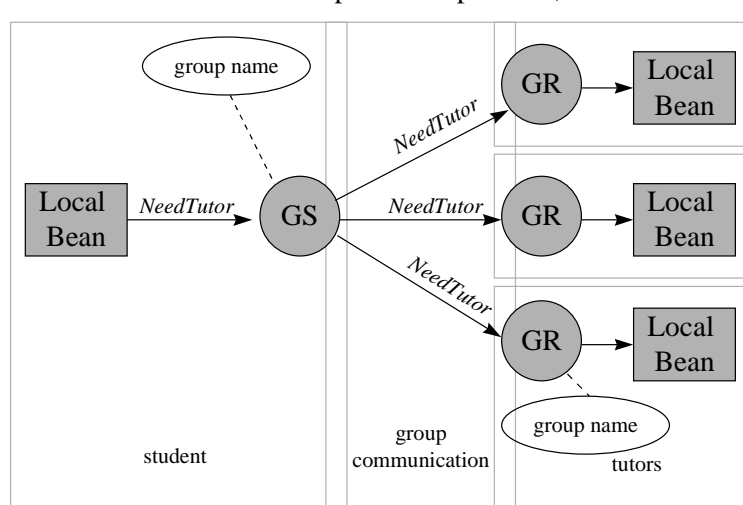 group name
GR
Local
Bean
NeedTutor
Local
Bean
NeedTutor
GS
NeedTutor
GR
Local
Bean
NeedTutor
GR
Local
Bean
group name
student
group
communication
tutors